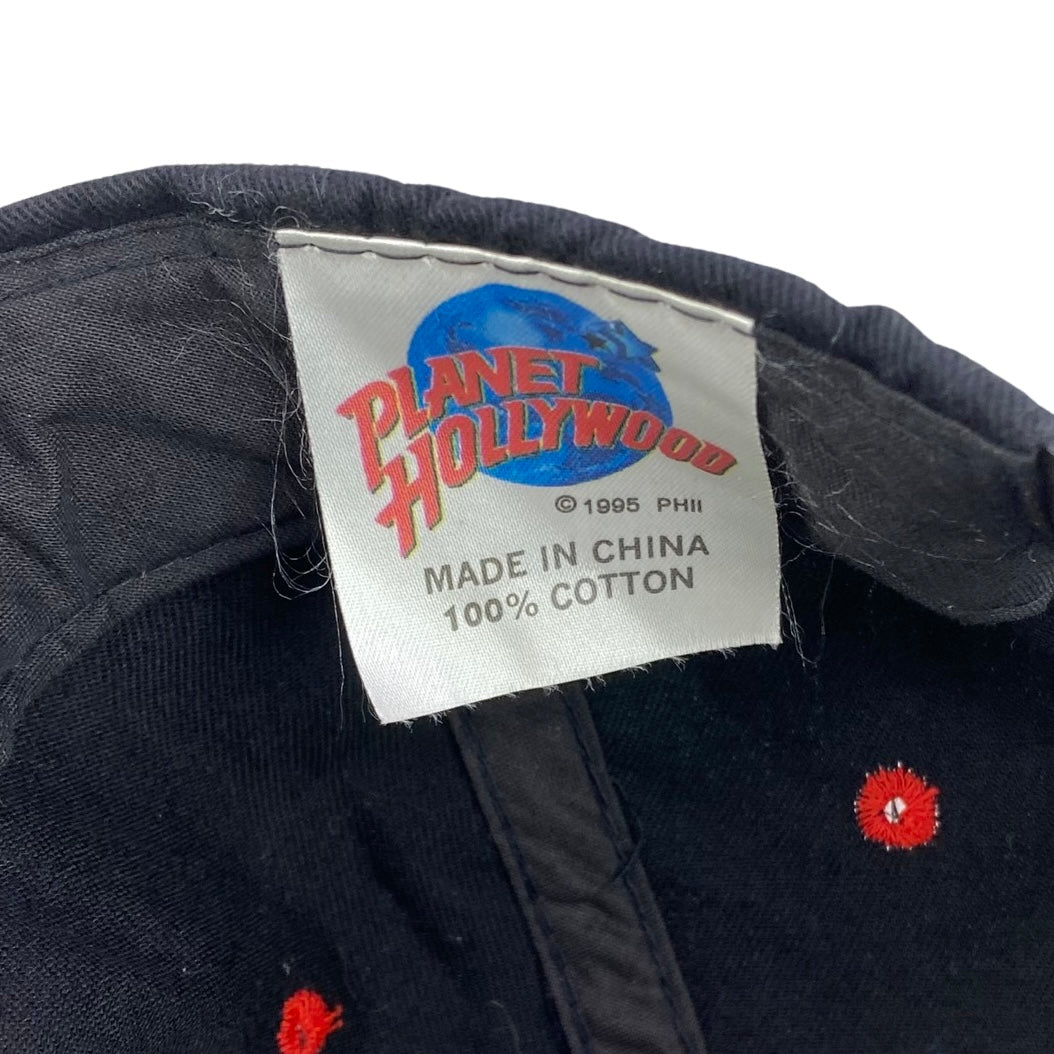 PLANET
HOLLYWOOD
© 1995 PHII
MADE IN CHINA
100% COTTON